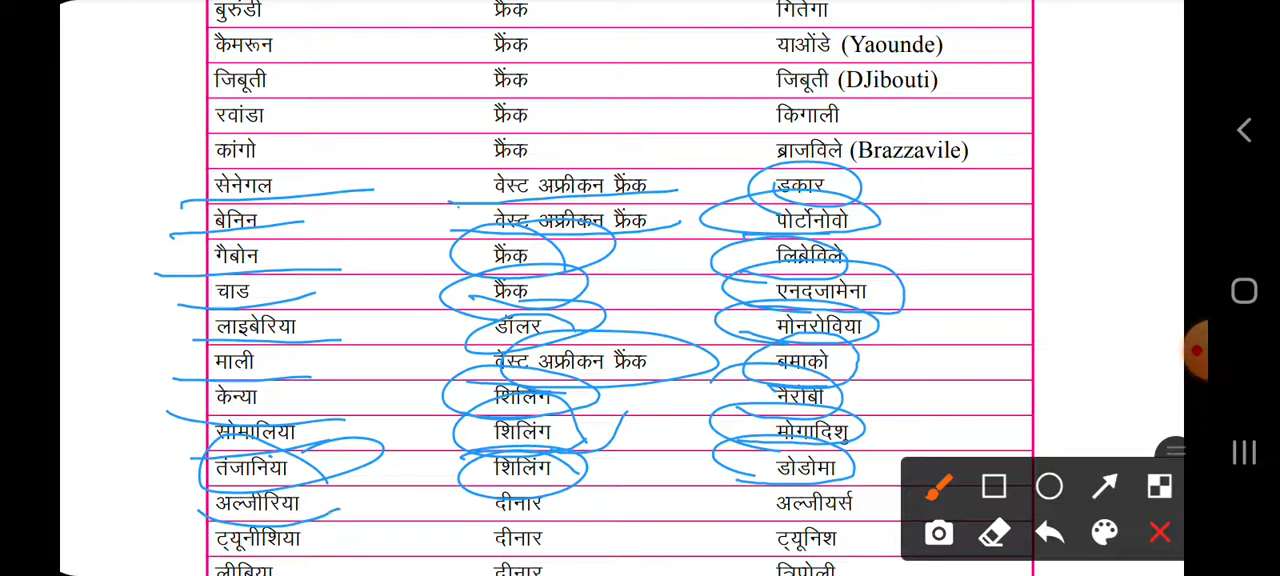 बुरुंडी फ्रैंक गितेगा
कैमरून फ्रैंक याओंडे (Yaounde)
जिबूती फ्रैंक जिबूती (DJibouti)
रवांडा फ्रैंक किगाली
कांगो फ्रैंक ब्राजविले (Brazzavile)
सेनेगल वेस्ट अफ्रीकन फ्रैंक डकार
बेनिन वेस्ट अफ्रीकन फ्रैंक पोर्टोनोवो
गैबोन फ्रैंक लिब्रेविले
चाड फ्रैंक एनदजामेना
लाइबेरिया डॉलर मोनरोविया
माली वेस्ट अफ्रीकन फ्रैंक बमाको
केन्या शिलिंग नैरोबी
सोमालिया शिलिंग मोगादिशु
तंजानिया शिलिंग डोडोमा
अल्जीरिया दीनार अल्जीयर्स
ट्यूनीशिया दीनार ट्यूनिश
लीबिया दीनार त्रिपोली